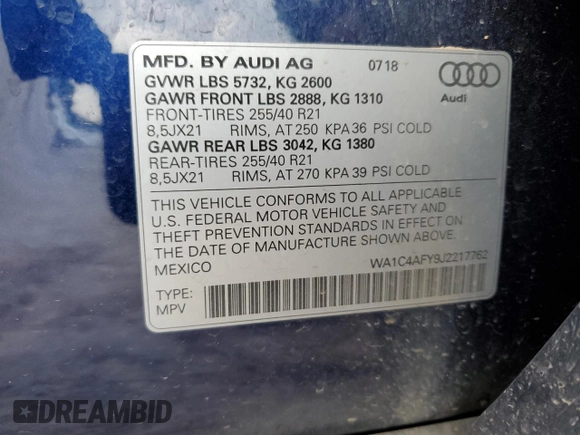 MFD. BY AUDI AG 07 18
GVWR LBS 5732, KG 2600
GAWR FRONT LBS 2888, KG 1310
FRONT-TIRES 255/40 R21
8,5JX21 RIMS, AT 250 KPA 36 PSI COLD
GAWR REAR LBS 3042, KG 1380
REAR-TIRES 255/40 R21
8,5JX21 RIMS, AT 270 KPA 39 PSI COLD
Audi
THIS VEHICLE CONFORMS TO ALL APPLICABLE
U.S. FEDERAL MOTOR VEHICLE SAFETY AND
THEFT PREVENTION STANDARDS IN EFFECT ON
THE DATE OF MANUFACTURE SHOWN ABOVE.
MEXICO
WA1C4AFY9J2217762
TYPE:
MPV
DREAMBID